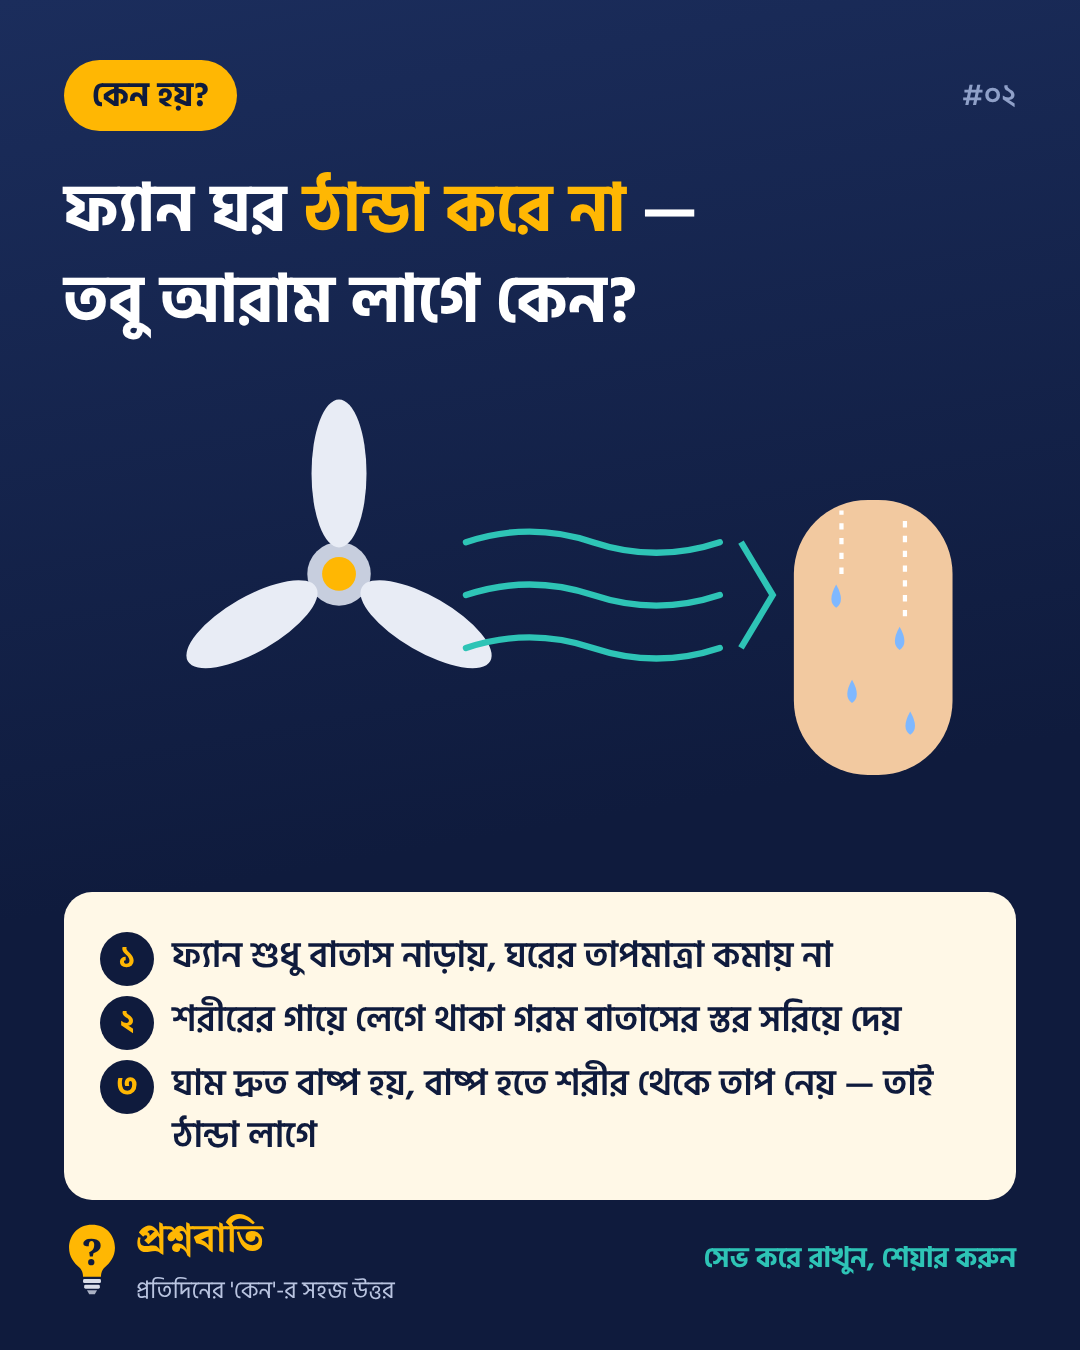 কেন হয়?
#০২
ফ্যান ঘর ঠান্ডা করে না —
তবু আরাম লাগে কেন?
১ ফ্যান শুধু বাতাস নাড়ায়, ঘরের তাপমাত্রা কমায় না
২ শরীরের গায়ে লেগে থাকা গরম বাতাসের স্তর সরিয়ে দেয়
৩ ঘাম দ্রুত বাষ্প হয়, বাষ্প হতে শরীর থেকে তাপ নেয় — তাই
ঠান্ডা লাগে
?
প্রশ্নবাতি
প্রতিদিনের 'কেন'-র সহজ উত্তর
সেভ করে রাখুন, শেয়ার করুন